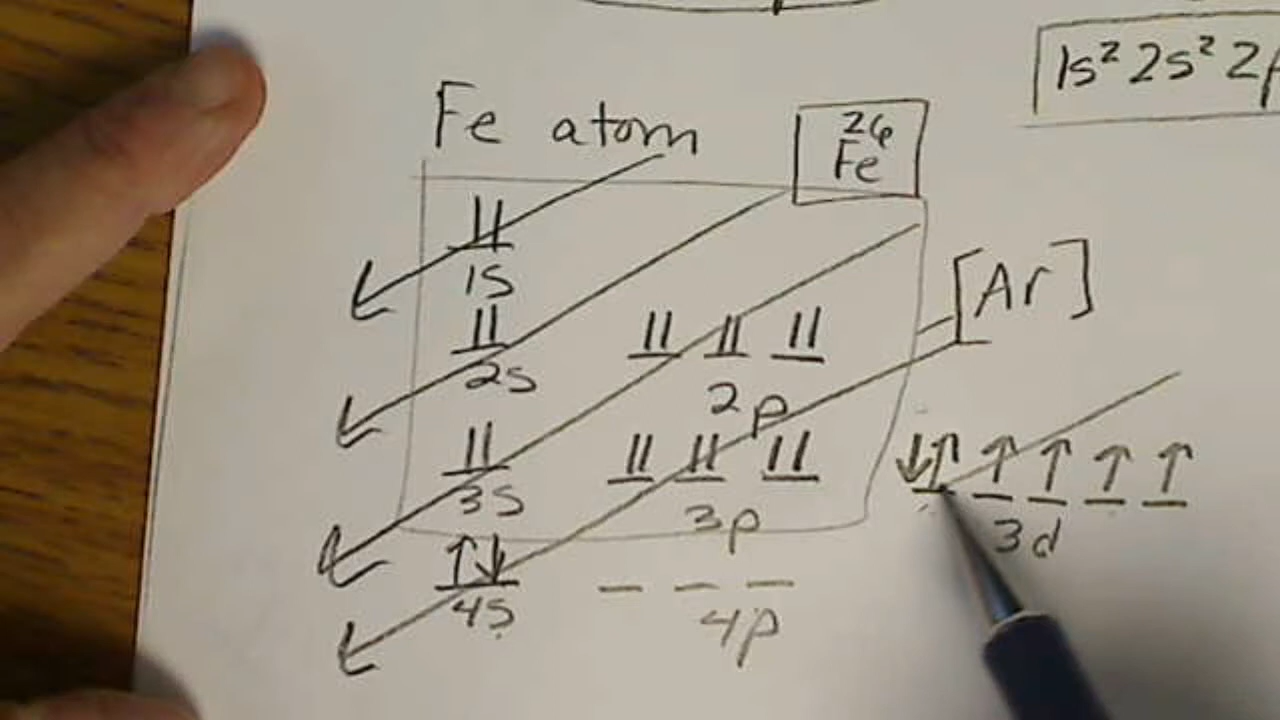 1s² 2s² 2p
Fe atom
26
Fe
1s
[Ar]
2s
2p
3s
3p
3d
4s
4p